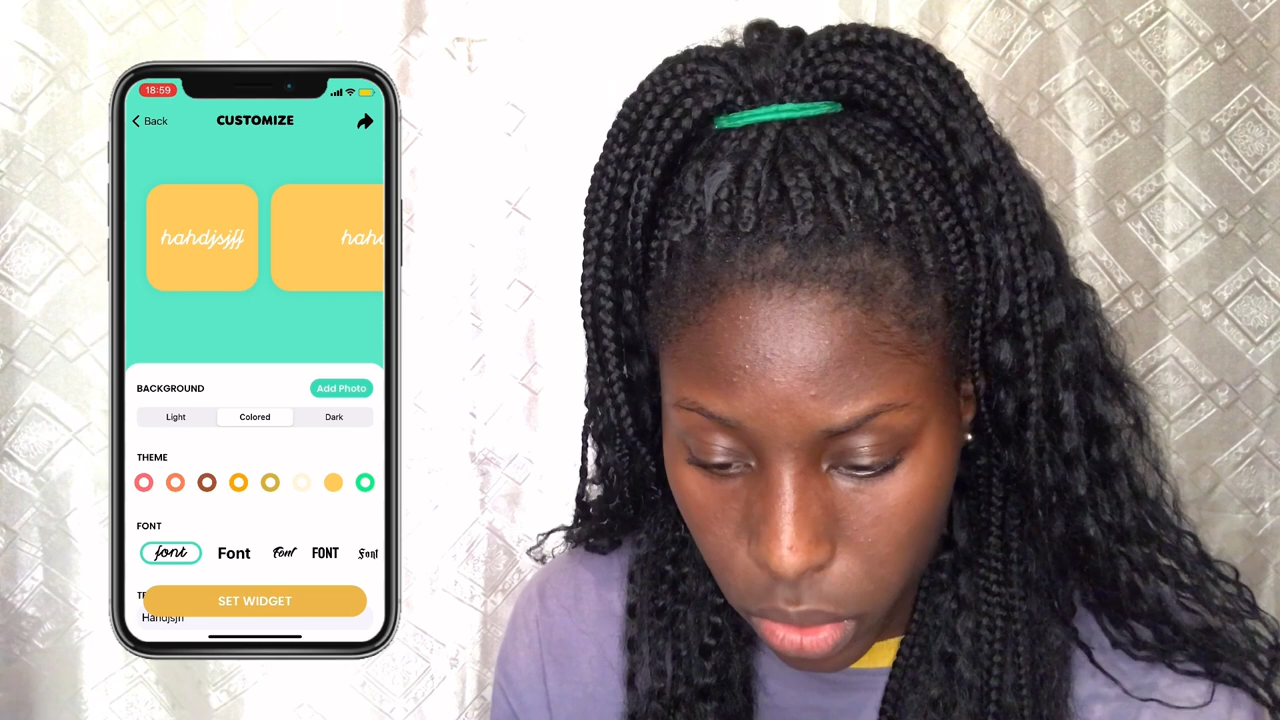 18:59
Back
CUSTOMIZE
hahdjsjff
BACKGROUND
Add Photo
Light
Colored
Dark
THEME
FONT
font
Font
Font
FONT
Font
SET WIDGET